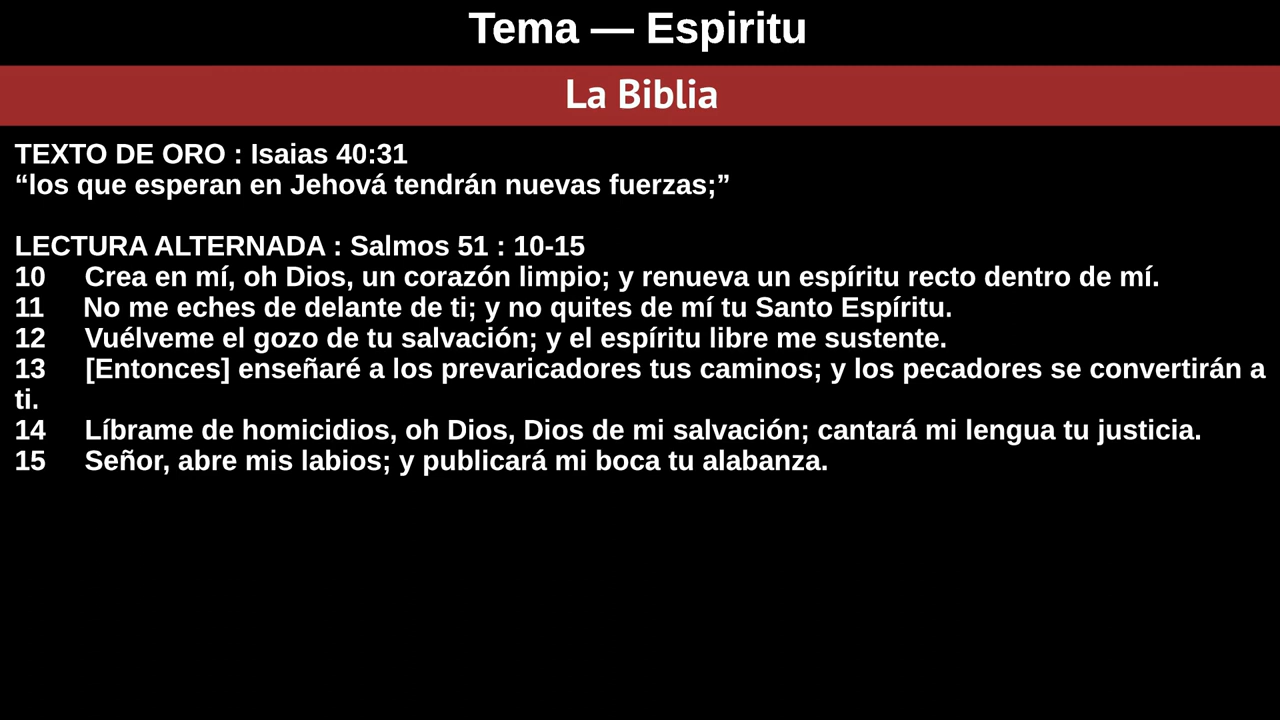 Tema — Espiritu
La Biblia
TEXTO DE ORO : Isaias 40:31
“los que esperan en Jehová tendrán nuevas fuerzas;”
LECTURA ALTERNADA : Salmos 51 : 10-15
10 Crea en mí, oh Dios, un corazón limpio; y renueva un espíritu recto dentro de mí.
11 No me eches de delante de ti; y no quites de mí tu Santo Espíritu.
12 Vuélveme el gozo de tu salvación; y el espíritu libre me sustente.
13 [Entonces] enseñaré a los prevaricadores tus caminos; y los pecadores se convertirán a
ti.
14 Líbrame de homicidios, oh Dios, Dios de mi salvación; cantará mi lengua tu justicia.
15 Señor, abre mis labios; y publicará mi boca tu alabanza.